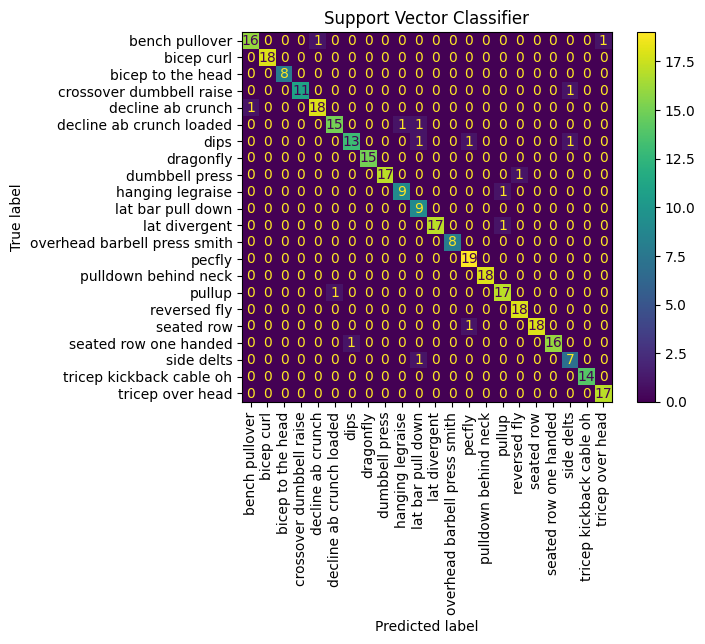 Support Vector Classifier
bench pullover 16 0 0 0 1 0 0 0 0 0 0 0 0 0 0 0 0 0 0 0 0 1
bicep curl 0 18 0 0 0 0 0 0 0 0 0 0 0 0 0 0 0 0 0 0 0 0
bicep to the head 0 0 8 0 0 0 0 0 0 0 0 0 0 0 0 0 0 0 0 0 0 0
crossover dumbbell raise 0 0 0 11 0 0 0 0 0 0 0 0 0 0 0 0 0 0 0 1 0 0
decline ab crunch 1 0 0 0 18 0 0 0 0 0 0 0 0 0 0 0 0 0 0 0 0 0
decline ab crunch loaded 0 0 0 0 0 15 0 0 0 1 1 0 0 0 0 0 0 0 0 0 0 0
dips 0 0 0 0 0 0 13 0 0 0 1 0 0 1 0 0 0 0 0 1 0 0
dragonfly 0 0 0 0 0 0 0 15 0 0 0 0 0 0 0 0 0 0 0 0 0 0
dumbbell press 0 0 0 0 0 0 0 0 17 0 0 0 0 0 0 0 1 0 0 0 0 0
hanging legraise 0 0 0 0 0 0 0 0 0 9 0 0 0 0 0 1 0 0 0 0 0 0
lat bar pull down 0 0 0 0 0 0 0 0 0 0 9 0 0 0 0 0 0 0 0 0 0 0
lat divergent 0 0 0 0 0 0 0 0 0 0 0 17 0 0 0 1 0 0 0 0 0 0
overhead barbell press smith 0 0 0 0 0 0 0 0 0 0 0 0 8 0 0 0 0 0 0 0 0 0
pecfly 0 0 0 0 0 0 0 0 0 0 0 0 0 19 0 0 0 0 0 0 0 0
pulldown behind neck 0 0 0 0 0 0 0 0 0 0 0 0 0 0 18 0 0 0 0 0 0 0
pullup 0 0 0 0 0 1 0 0 0 0 0 0 0 0 0 17 0 0 0 0 0 0
reversed fly 0 0 0 0 0 0 0 0 0 0 0 0 0 0 0 0 18 0 0 0 0 0
seated row 0 0 0 0 0 0 0 0 0 0 0 0 0 1 0 0 0 18 0 0 0 0
seated row one handed 0 0 0 0 0 0 1 0 0 0 0 0 0 0 0 0 0 0 16 0 0 0
side delts 0 0 0 0 0 0 0 0 0 0 1 0 0 0 0 0 0 0 0 7 0 0
tricep kickback cable oh 0 0 0 0 0 0 0 0 0 0 0 0 0 0 0 0 0 0 0 0 14 0
tricep over head 0 0 0 0 0 0 0 0 0 0 0 0 0 0 0 0 0 0 0 0 0 17
True label
bench pullover
bicep curl
bicep to the head
crossover dumbbell raise
decline ab crunch
decline ab crunch loaded
dips
dragonfly
dumbbell press
hanging legraise
lat bar pull down
lat divergent
overhead barbell press smith
pecfly
pulldown behind neck
pullup
reversed fly
seated row
seated row one handed
side delts
tricep kickback cable oh
tricep over head
Predicted label
17.5
15.0
12.5
10.0
7.5
5.0
2.5
0.0